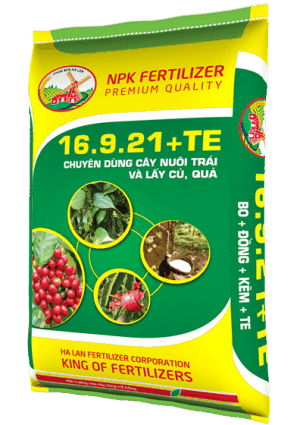 NPK FERTILIZER
PREMIUM QUALITY
16.9.21+TE
CHUYÊN DÙNG CÂY NUÔI TRÁI
VÀ LẤY CỦ, QUẢ
HA LAN FERTILIZER CORPORATION
KING OF FERTILIZERS
16.9.21+TE
BO + ĐỒNG + KẼM + TE